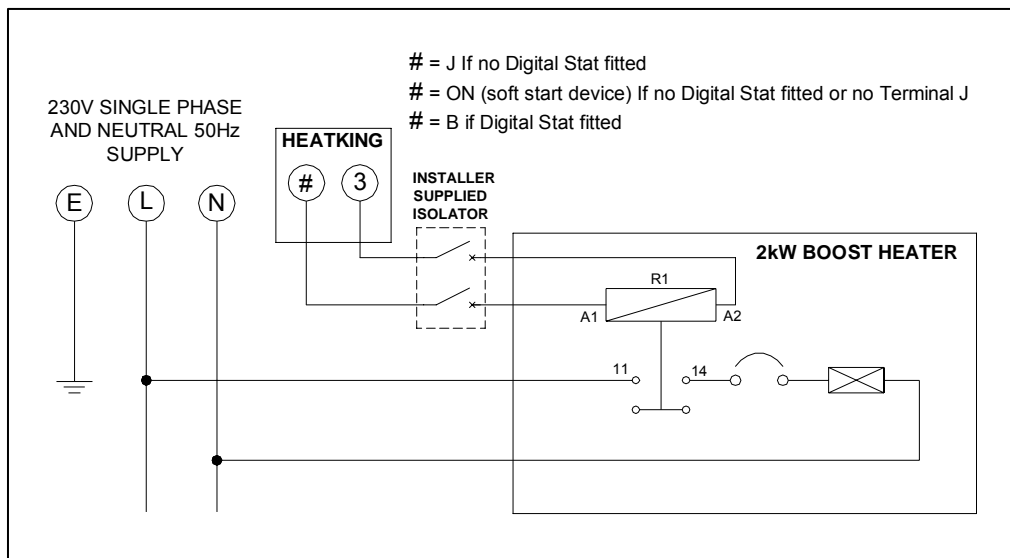 # = J If no Digital Stat fitted
# = ON (soft start device) If no Digital Stat fitted or no Terminal J
# = B if Digital Stat fitted
230V SINGLE PHASE
AND NEUTRAL 50Hz
SUPPLY
E
L
N
HEATKING
#
3
INSTALLER
SUPPLIED
ISOLATOR
2kW BOOST HEATER
R1
A1
A2
11
14